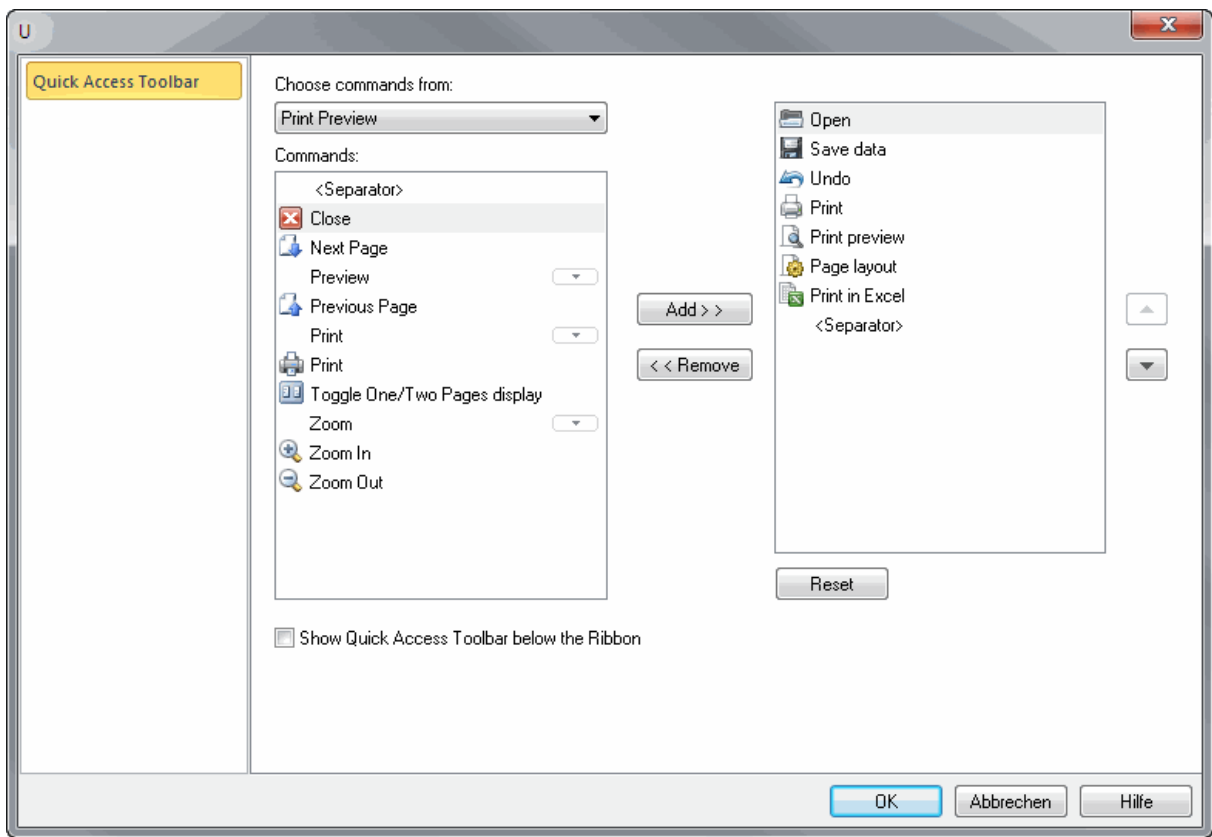 U
Quick Access Toolbar
Choose commands from:
Print Preview
Commands:
<Separator>
Close
Next Page
Preview
Previous Page
Print
Print
Toggle One/Two Pages display
Zoom
Zoom In
Zoom Out
Add > >
< < Remove
Open
Save data
Undo
Print
Print preview
Page layout
Print in Excel
<Separator>
Reset
Show Quick Access Toolbar below the Ribbon
OK
Abbrechen
Hilfe